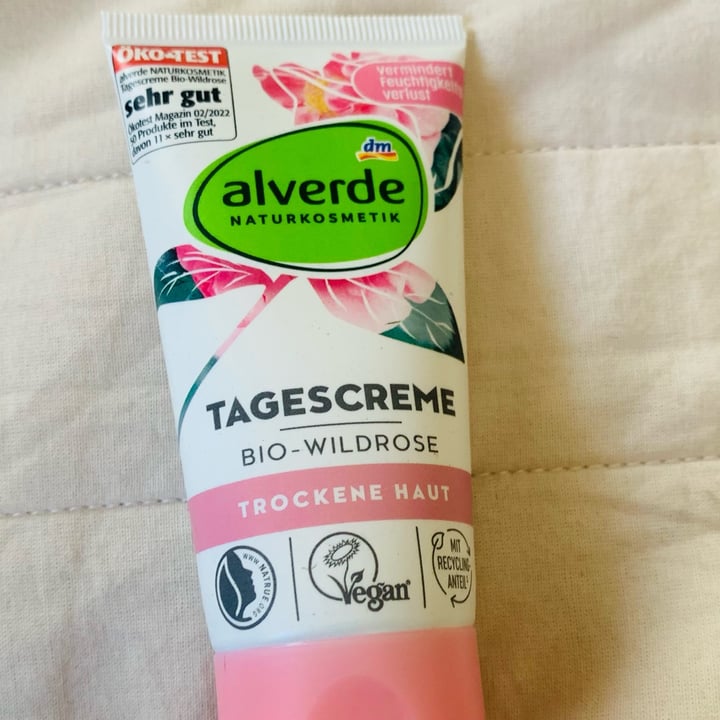 ÖKO-TEST
alverde NATURKOSMETIK
Tagescreme Bio-Wildrose
sehr gut
Ökotest Magazin 02/2022
50 Produkte im Test,
davon 11 × sehr gut
vermindert
Feuchtigkeits
verlust
dm
alverde
NATURKOSMETIK
TAGESCREME
BIO-WILDROSE
TROCKENE HAUT
WWW.NATRUE.ORG
Vegan
MIT
RECYCLING-
ANTEIL